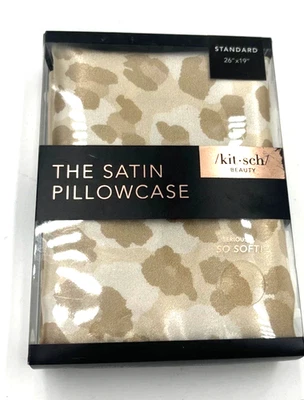 STANDARD
26"x19"
/kit•sch/
BEAUTY
THE SATIN
PILLOWCASE
SO SOFT!